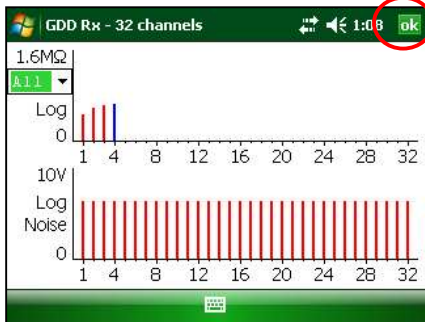 GDD Rx - 32 channels 1:08 ok
1.6MΩ
All
Log
0
1 4 8 12 16 20 24 28 32
10V
Log
Noise
0
1 4 8 12 16 20 24 28 32